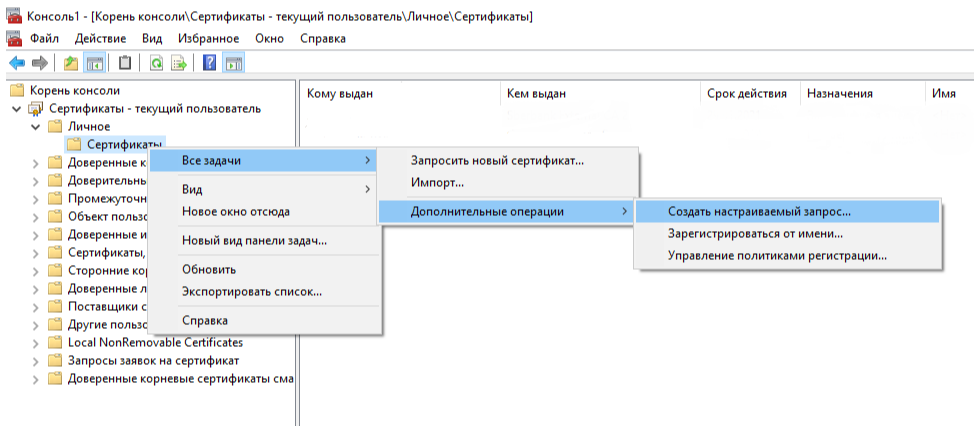 Консоль1 - [Корень консоли\Сертификаты - текущий пользователь\Личное\Сертификаты]
Файл Действие Вид Избранное Окно Справка
Корень консоли
Сертификаты - текущий пользователь
Личное
Сертификаты
Доверенные к
Доверительны
Промежуточн
Объект пользо
Доверенные и
Сертификаты,
Сторонние кор
Доверенные л
Поставщики с
Другие пользо
Local NonRemovable Certificates
Запросы заявок на сертификат
Доверенные корневые сертификаты сма
Кому выдан Кем выдан Срок действия Назначения Имя
Все задачи
Вид
Новое окно отсюда
Новый вид панели задач...
Обновить
Экспортировать список...
Справка
Запросить новый сертификат...
Импорт...
Дополнительные операции
Создать настраиваемый запрос...
Зарегистрироваться от имени...
Управление политиками регистрации...